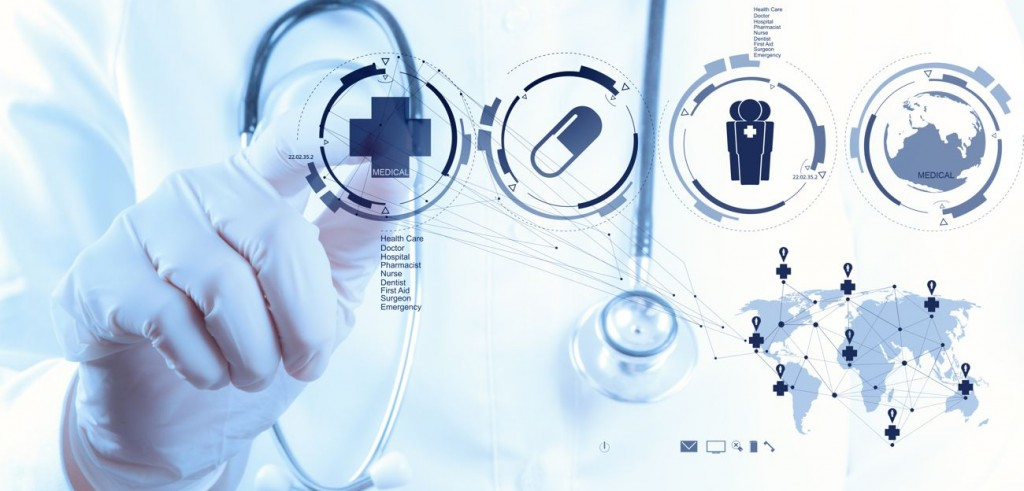 Health Care
Doctor
Hospital
Pharmacist
Nurse
Dentist
First Aid
Surgeon
Emergency
22.02.35.2
MEDICAL
22.02.35.2
MEDICAL
Health Care
Doctor
Hospital
Pharmacist
Nurse
Dentist
First Aid
Surgeon
Emergency